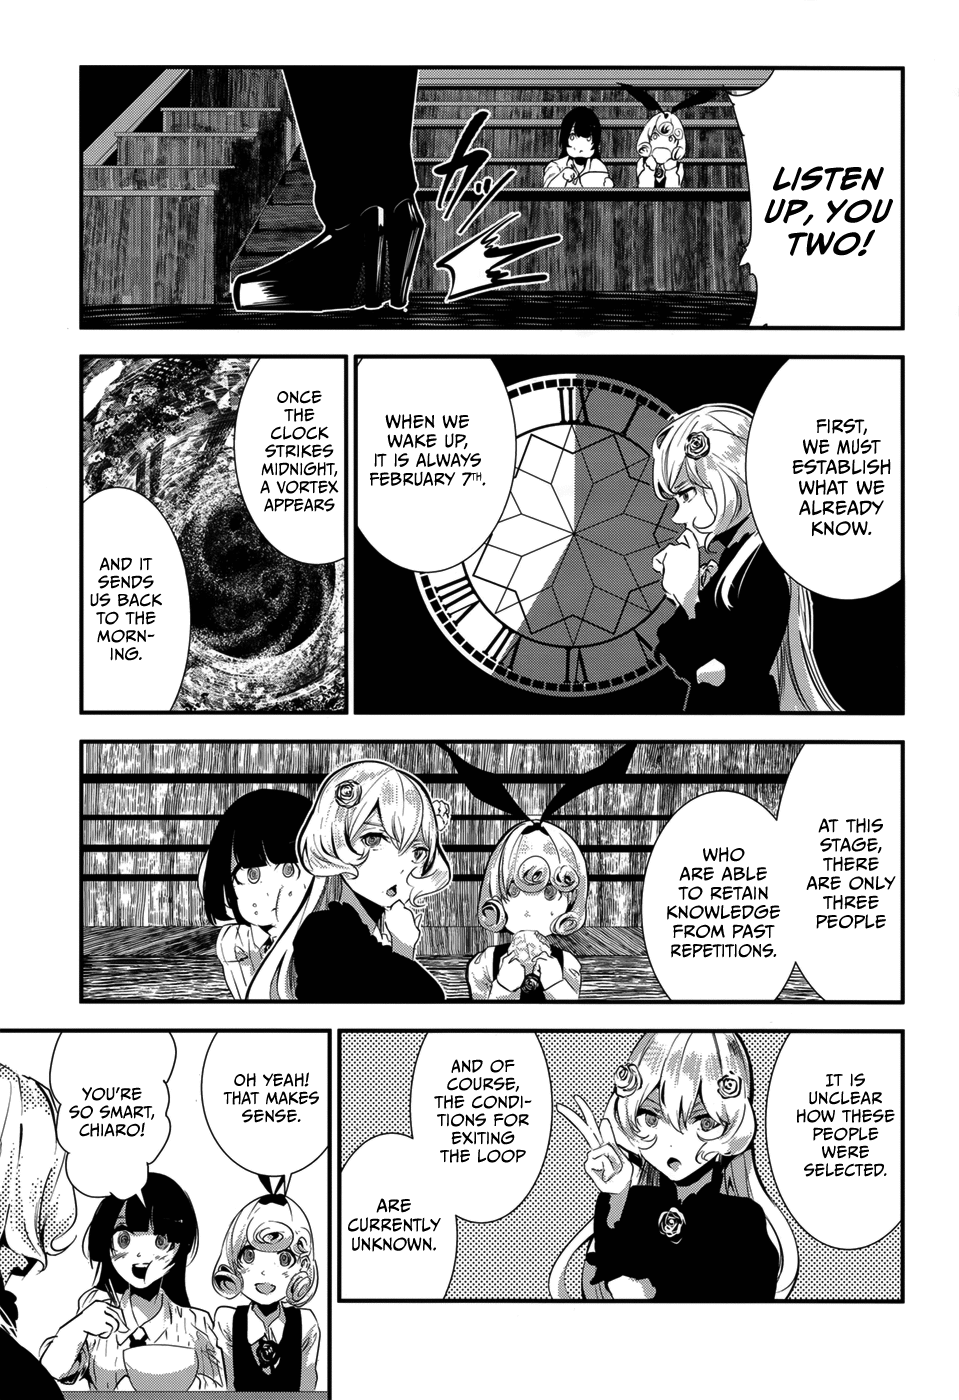 LISTEN
UP, YOU
TWO!
カッ
FIRST,
WE MUST
ESTABLISH
WHAT WE
ALREADY
KNOW.
WHEN WE
WAKE UP,
IT IS ALWAYS
FEBRUARY 7TH.
ONCE
THE
CLOCK
STRIKES
MIDNIGHT,
A VORTEX
APPEARS
AND IT
SENDS
US BACK
TO THE
MORN-
ING.
AT THIS
STAGE,
THERE
ARE ONLY
THREE
PEOPLE
WHO
ARE ABLE
TO RETAIN
KNOWLEDGE
FROM PAST
REPETITIONS.
IT IS
UNCLEAR
HOW THESE
PEOPLE
WERE
SELECTED.
AND OF
COURSE,
THE CONDI-
TIONS FOR
EXITING
THE LOOP
ARE
CURRENTLY
UNKNOWN.
OH YEAH!
THAT MAKES
SENSE.
YOU'RE
SO SMART,
CHIARO!